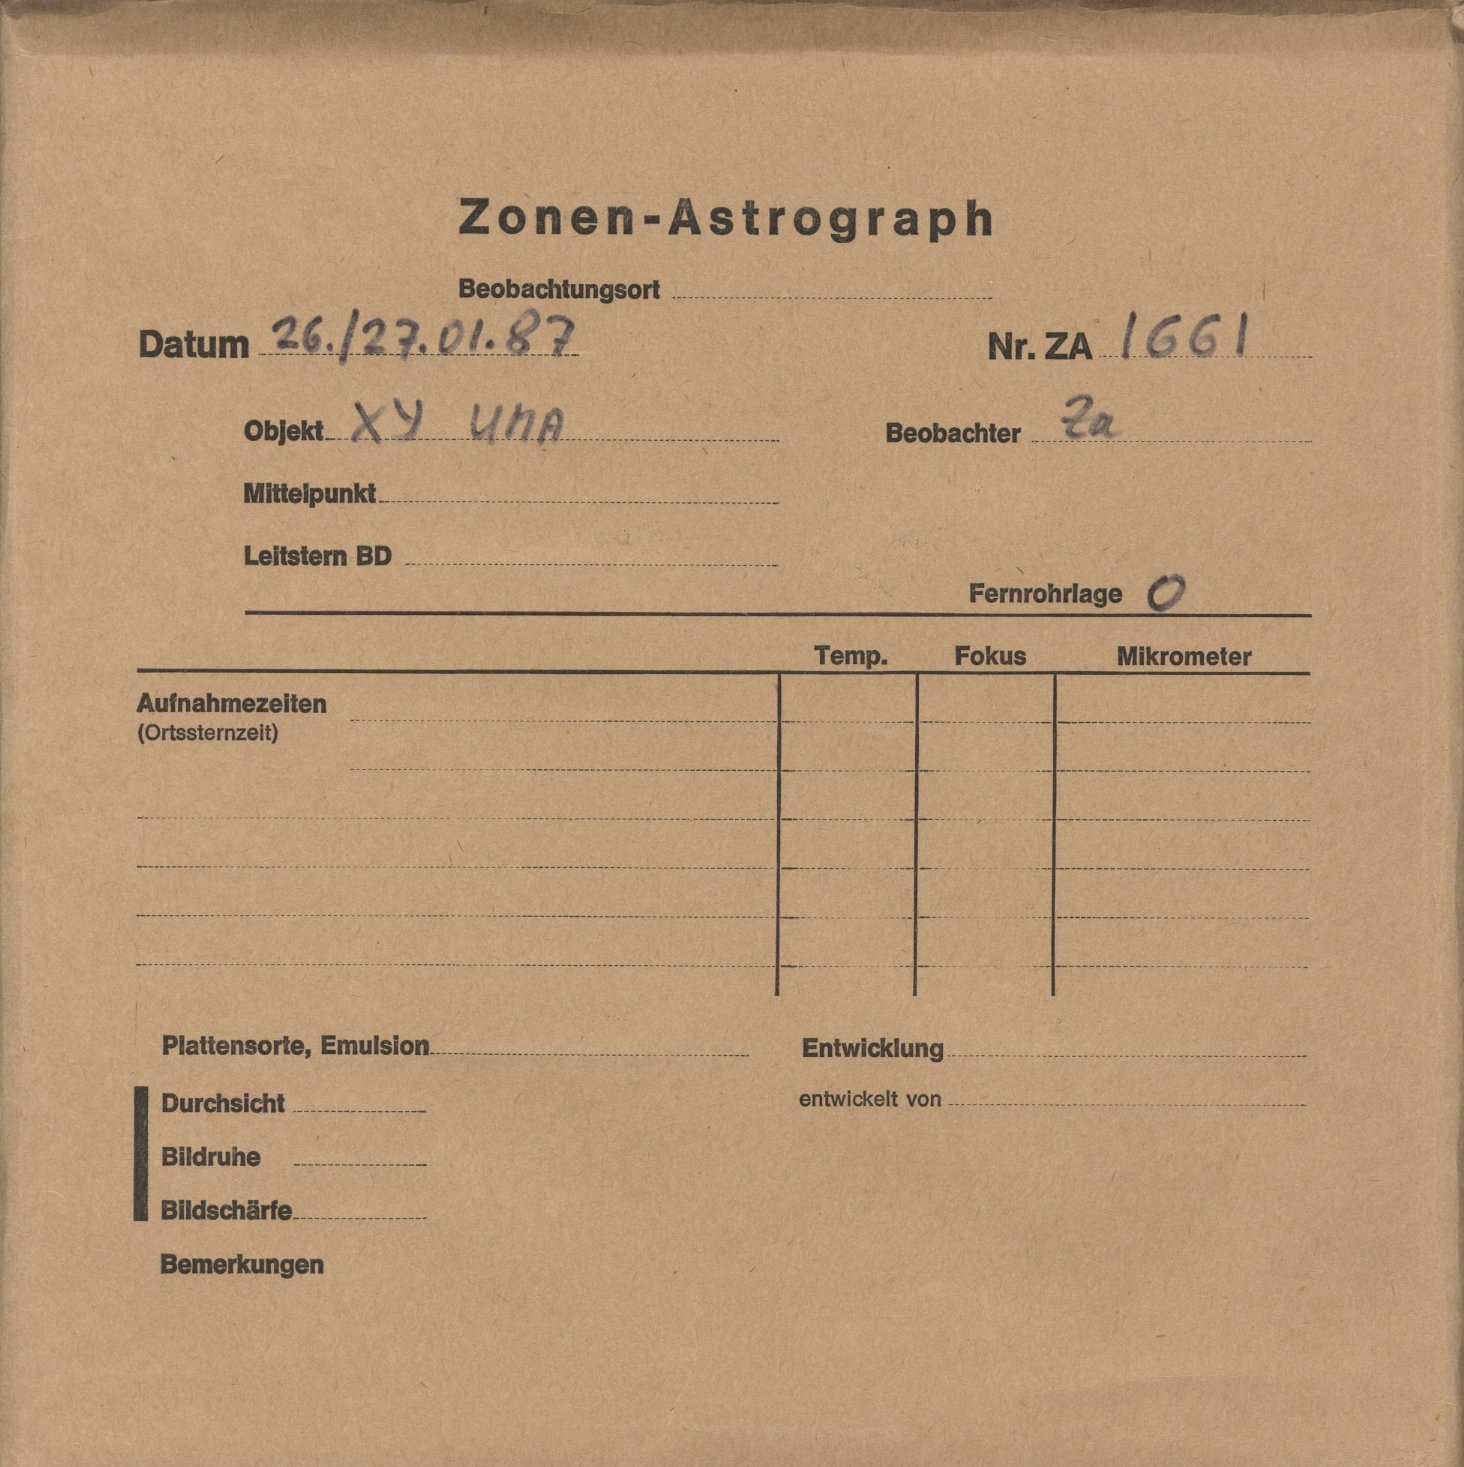 Zonen-Astrograph
Beobachtungsort
Datum 26./27.01.87 Nr. ZA 1661
Objekt XY UMA Beobachter Za
Mittelpunkt
Leitstern BD
Fernrohrlage O
Temp. Fokus Mikrometer
Aufnahmezeiten
(Ortssternzeit)
Plattensorte, Emulsion Entwicklung
Durchsicht entwickelt von
Bildruhe
Bildschärfe
Bemerkungen